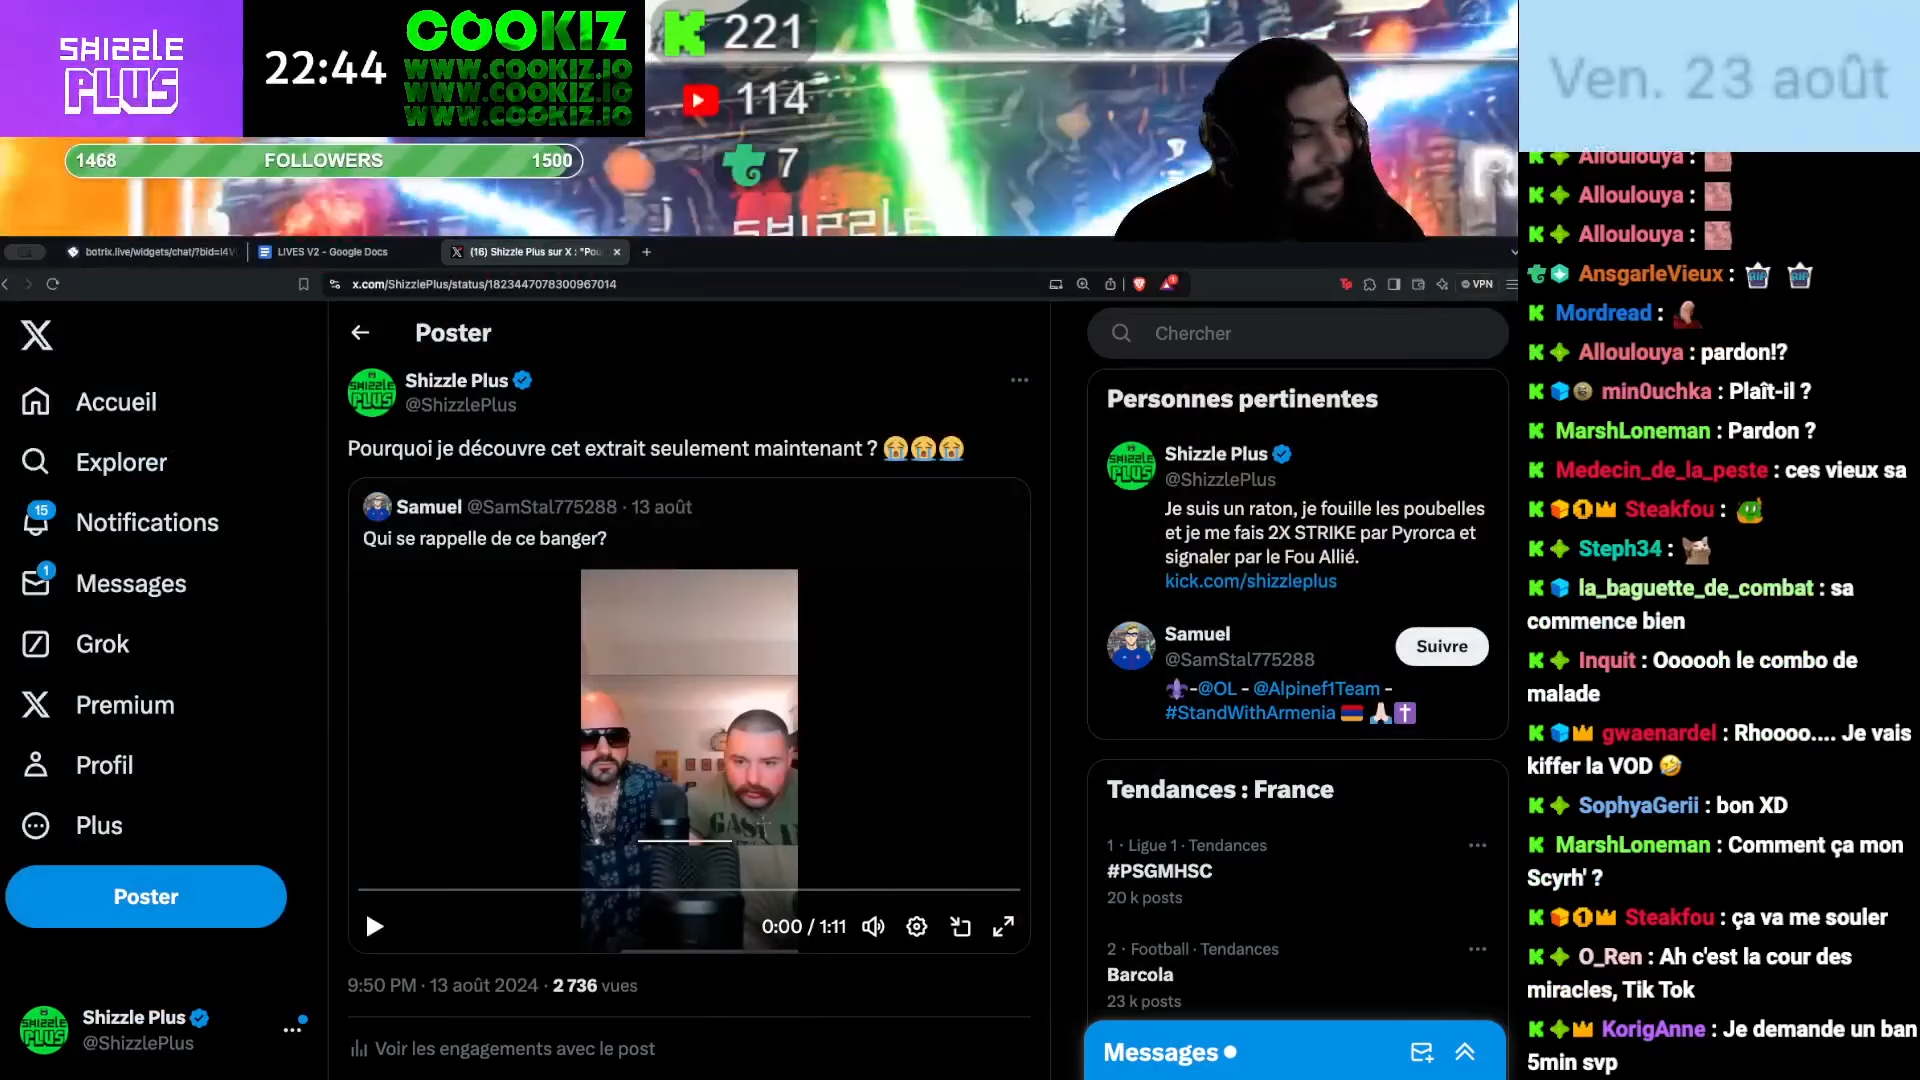 SHIZZLE
PLUS
22:44
COOKIZ
WWW.COOKIZ.IO
WWW.COOKIZ.IO
WWW.COOKIZ.IO
221
114
7
1468 FOLLOWERS 1500
SHIZZLE
Ven. 23 août
botrix.live/widgets/chat/?bid=I4V
LIVES V2 - Google Docs
(16) Shizzle Plus sur X : "Pou
x.com/ShizzlePlus/status/1823447078300967014
VPN
Accueil
Explorer
15
Notifications
1
Messages
Grok
Premium
Profil
Plus
Poster
Shizzle Plus
@ShizzlePlus
Poster
Shizzle Plus
@ShizzlePlus
Pourquoi je découvre cet extrait seulement maintenant ? 😭😭😭
Samuel @SamStal775288 · 13 août
Qui se rappelle de ce banger?
0:00 / 1:11
9:50 PM · 13 août 2024 · 2 736 vues
Voir les engagements avec le post
Chercher
Personnes pertinentes
Shizzle Plus
@ShizzlePlus
Je suis un raton, je fouille les poubelles
et je me fais 2X STRIKE par Pyrorca et
signaler par le Fou Allié.
kick.com/shizzleplus
Samuel
@SamStal775288
Suivre
⚜-@OL - @Alpinef1Team -
#StandWithArmenia 🇦🇲 🙏🏻✝
Tendances : France
1 · Ligue 1 · Tendances
#PSGMHSC
20 k posts
2 · Football · Tendances
Barcola
23 k posts
Messages
Alloulouya :
Alloulouya :
Alloulouya :
AnsgarleVieux :
Mordread :
Alloulouya : pardon!?
min0uchka : Plaît-il ?
MarshLoneman : Pardon ?
Medecin_de_la_peste : ces vieux sa
Steakfou :
Steph34 :
la_baguette_de_combat : sa
commence bien
Inquit : Oooooh le combo de
malade
gwaenardel : Rhoooo.... Je vais
kiffer la VOD 🤣
SophyaGerii : bon XD
MarshLoneman : Comment ça mon
Scyrh' ?
Steakfou : ça va me souler
O_Ren : Ah c'est la cour des
miracles, Tik Tok
KorigAnne : Je demande un ban
5min svp